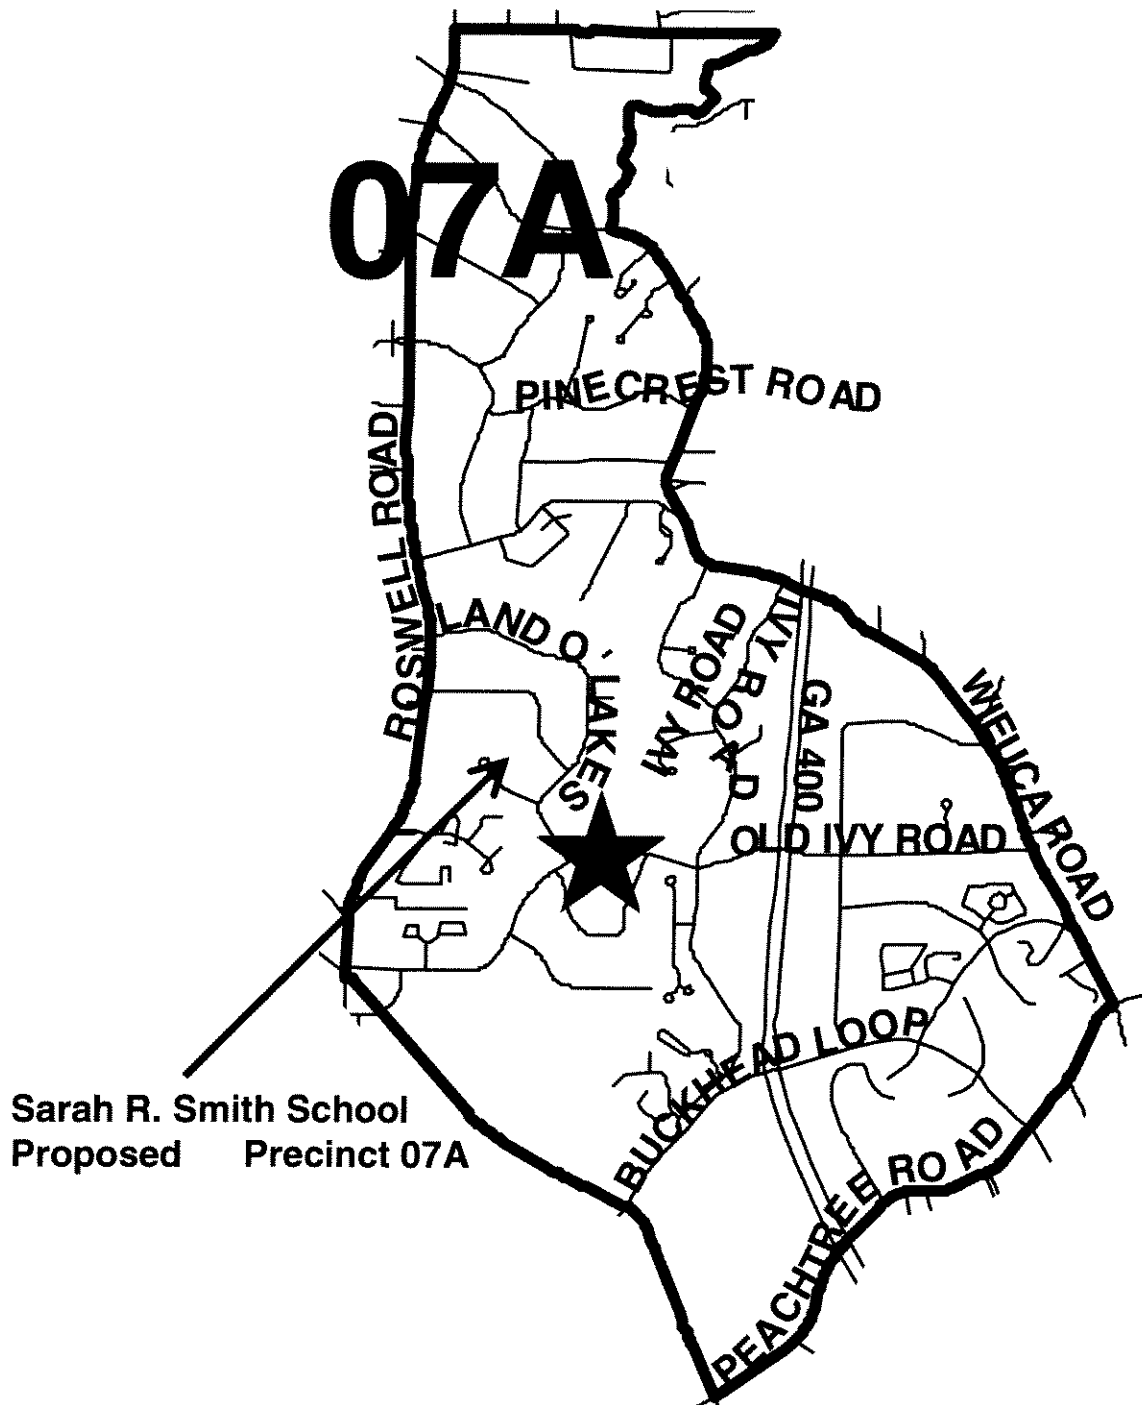 07A
PINECREST ROAD
ROSWELL ROAD
LAND O' LAKES
IVY ROAD
IVY ROAD
GA 400
WIEUCA ROAD
OLD IVY ROAD
BUCKHEAD LOOP
Sarah R. Smith School
Proposed Precinct 07A
PEACHTREE ROAD